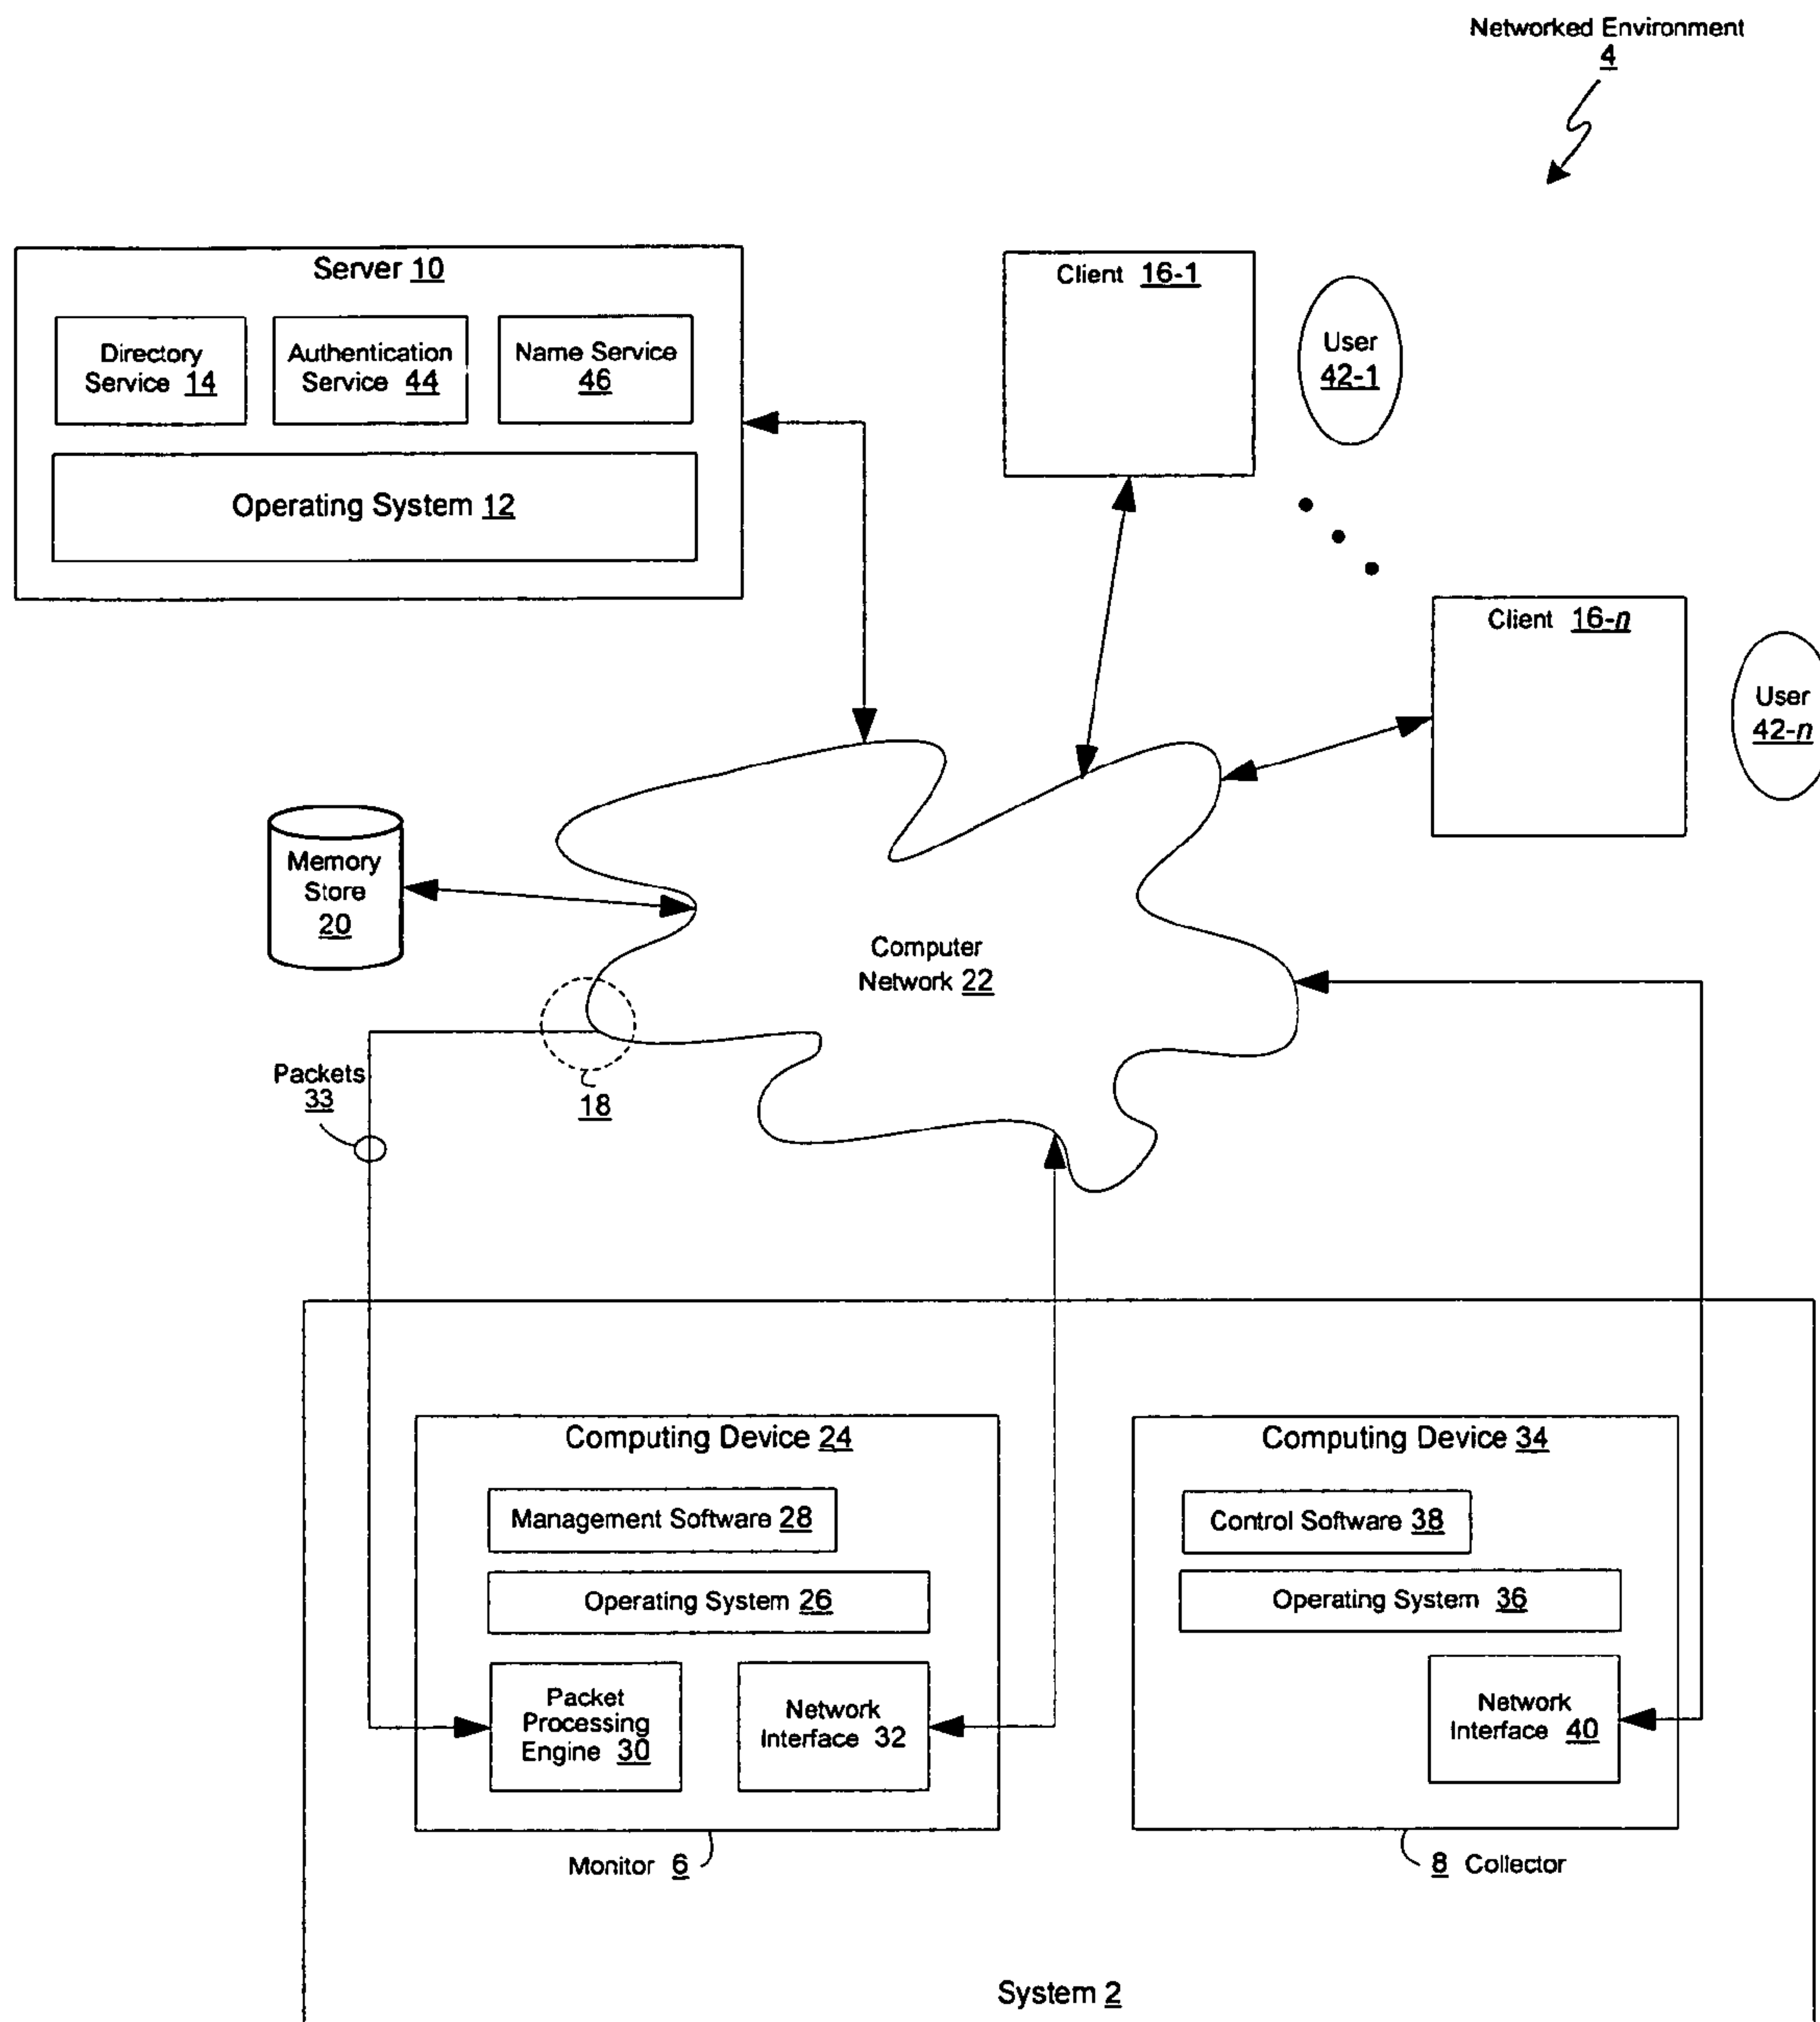 Networked Environment
4
Server 10
Directory
Service 14
Authentication
Service 44
Name Service
46
Operating System 12
Client 16-1
User
42-1
Client 16-n
User
42-n
Memory
Store
20
Computer
Network 22
Packets
33
18
Computing Device 24
Management Software 28
Operating System 26
Packet
Processing
Engine 30
Network
Interface 32
Monitor 6
Computing Device 34
Control Software 38
Operating System 36
Network
Interface 40
8 Collector
System 2